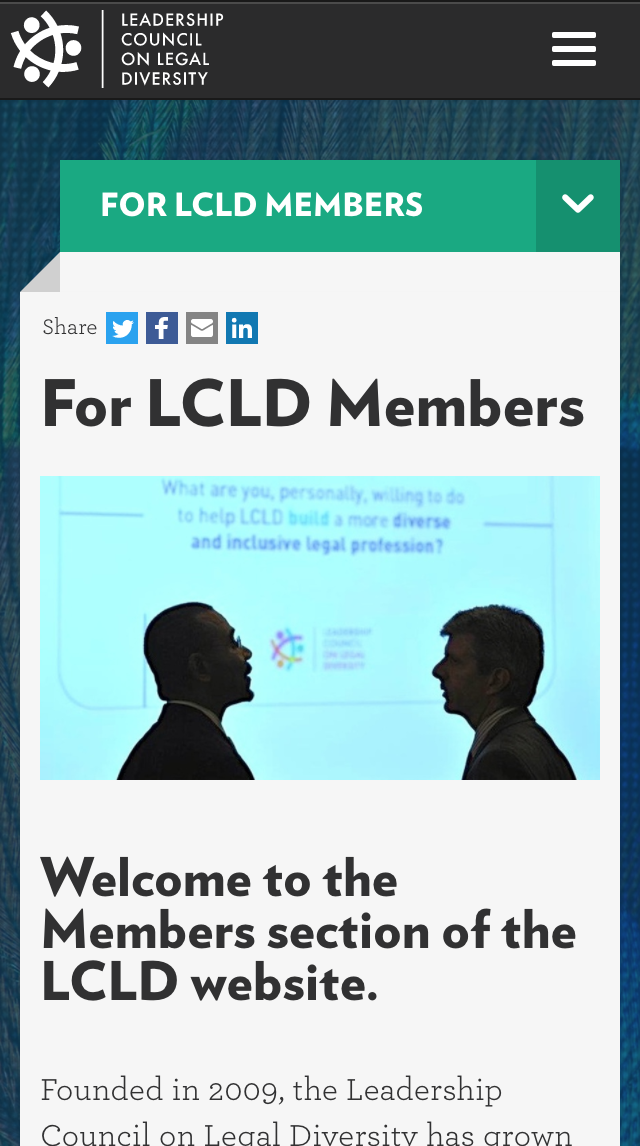 LEADERSHIP
COUNCIL
ON LEGAL
DIVERSITY
FOR LCLD MEMBERS
Share
For LCLD Members
What are you, personally, willing to do
to help LCLD build a more diverse
and inclusive legal profession?
LEADERSHIP
COUNCIL
ON LEGAL
DIVERSITY
Welcome to the
Members section of the
LCLD website.
Founded in 2009, the Leadership
Council on Legal Diversity has grown